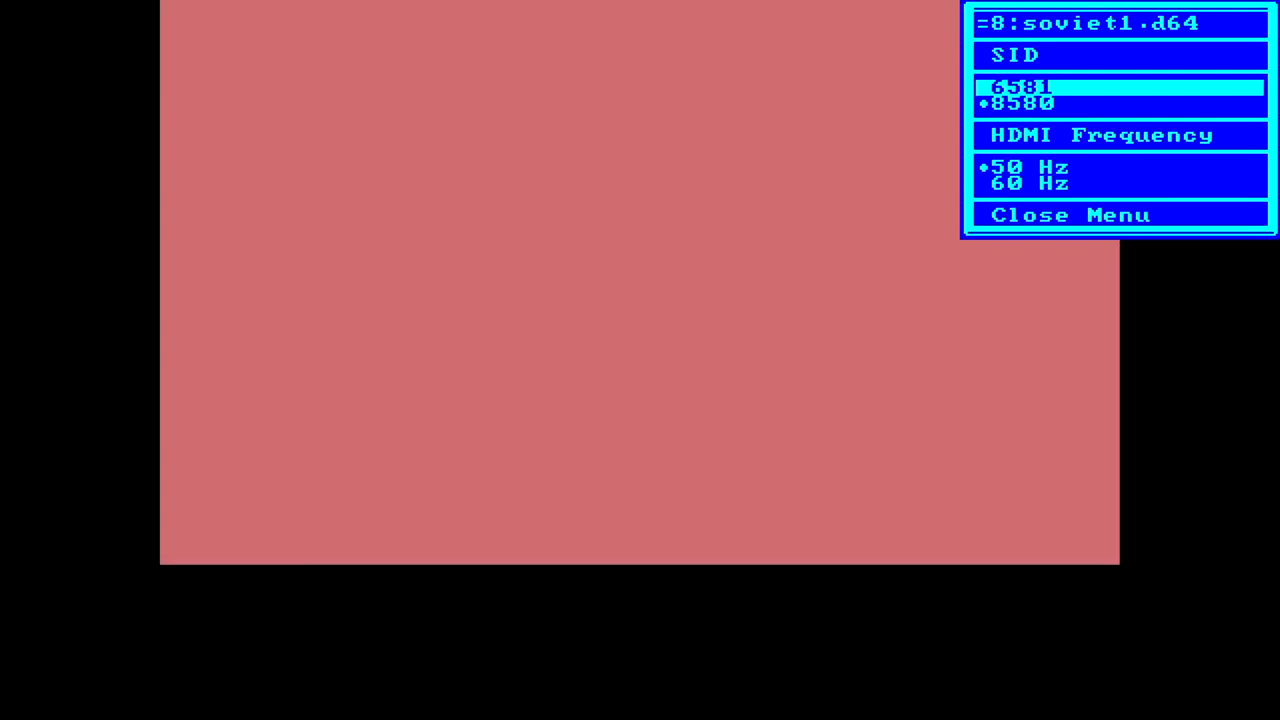 =8:soviet1.d64
SID
6581
•8580
HDMI Frequency
•50 Hz
60 Hz
Close Menu